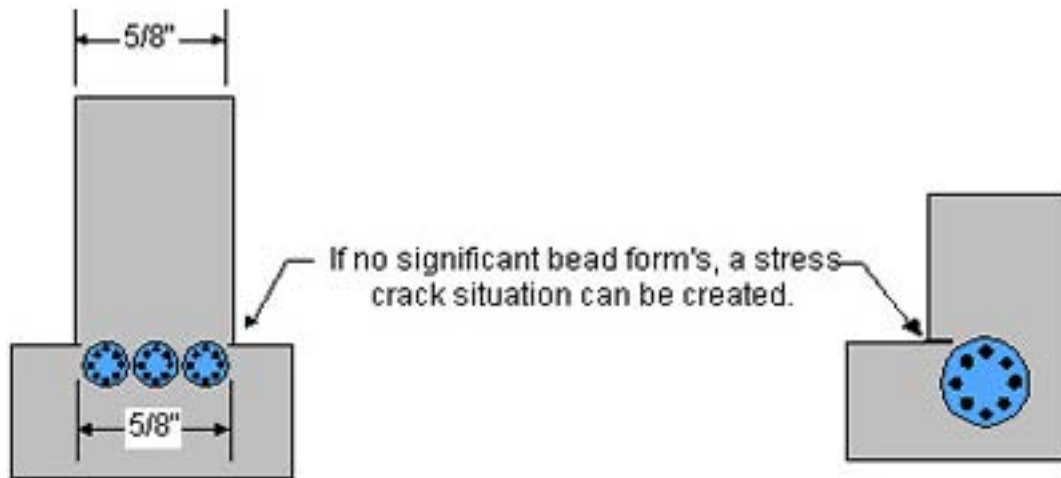 5/8"
If no significant bead form's, a stress
crack situation can be created.
5/8"